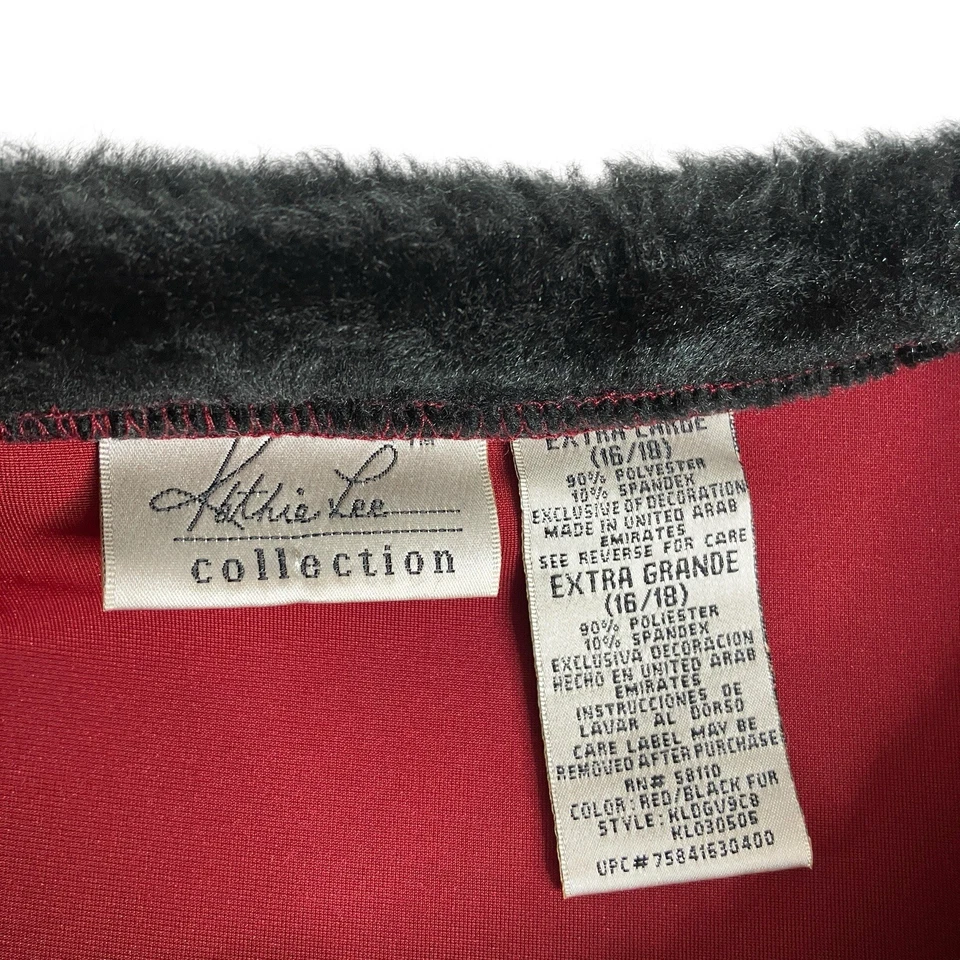 Kathie Lee TM
collection
EXTRA LARGE
(16/18)
90% POLYESTER
10% SPANDEX
EXCLUSIVE OF DECORATION
MADE IN UNITED ARAB
EMIRATES
SEE REVERSE FOR CARE
EXTRA GRANDE
(16/18)
90% POLIESTER
10% SPANDEX
EXCLUSIVA DECORACION
HECHO EN UNITED ARAB
EMIRATES
INSTRUCCIONES DE
LAVAR AL DORSO
CARE LABEL MAY BE
REMOVED AFTER PURCHASE
RN# 58110
COLOR: RED/BLACK FUR
STYLE: KLDGV9C8
KL030505
UPC# 75841630400